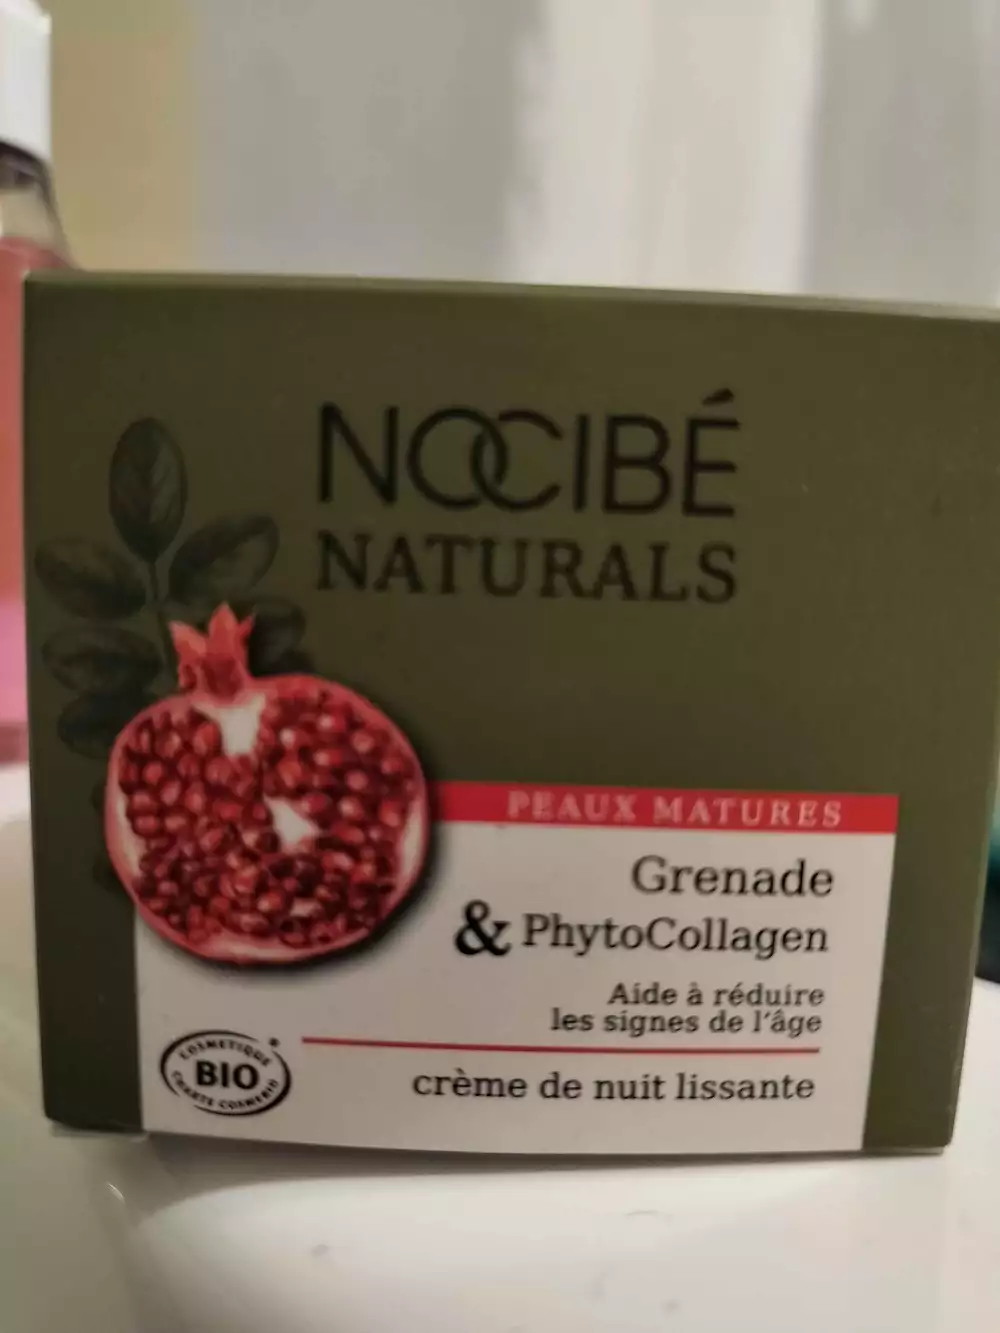 NOCIBÉ
NATURALS
PEAUX MATURES
Grenade
& PhytoCollagen
Aide à réduire
les signes de l'âge
crème de nuit lissante
COSMETIQUE
BIO
CHARTE COSMEBIO